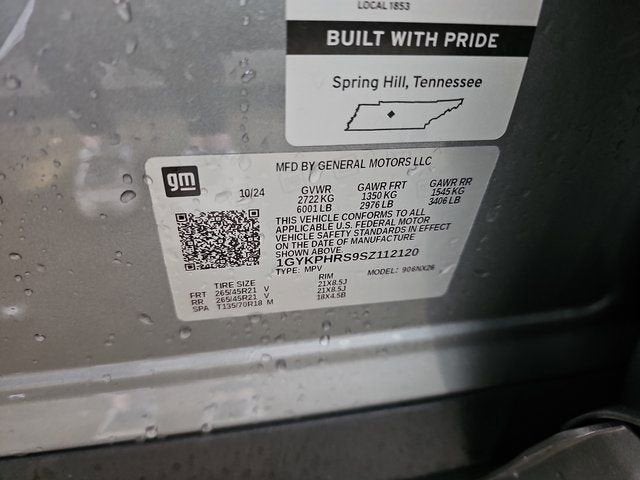 LOCAL 1853
BUILT WITH PRIDE
Spring Hill, Tennessee
gm
MFD BY GENERAL MOTORS LLC
10/24 GVWR GAWR FRT GAWR RR
2722 KG 1350 KG 1545 KG
6001 LB 2976 LB 3406 LB
THIS VEHICLE CONFORMS TO ALL
APPLICABLE U.S. FEDERAL MOTOR
VEHICLE SAFETY STANDARDS IN EFFECT
ON THE DATE OF MANUFACTURE
SHOWN ABOVE.
1GYKPHRS9SZ112120
TYPE: MPV MODEL: 906NX26
TIRE SIZE RIM
FRT 265/45R21 V 21X8.5J
RR 265/45R21 V 21X8.5J
SPA T135/70R18 M 18X4.5B